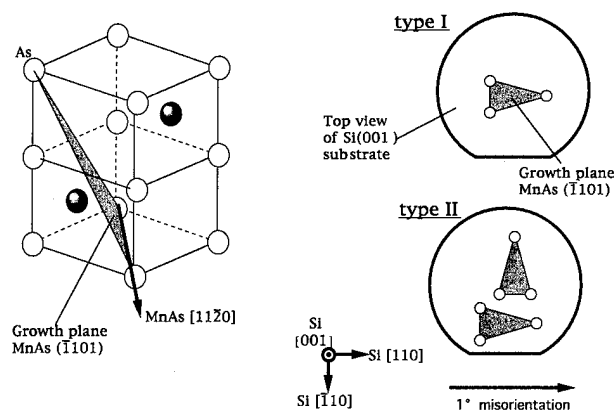 As
Growth plane
MnAs (1̅101)
MnAs [112̅0]
type I
Top view
of Si(001)
substrate
Growth plane
MnAs (1̅101)
type II
Si
[001]
Si [110]
Si [1̅10]
1° misorientation